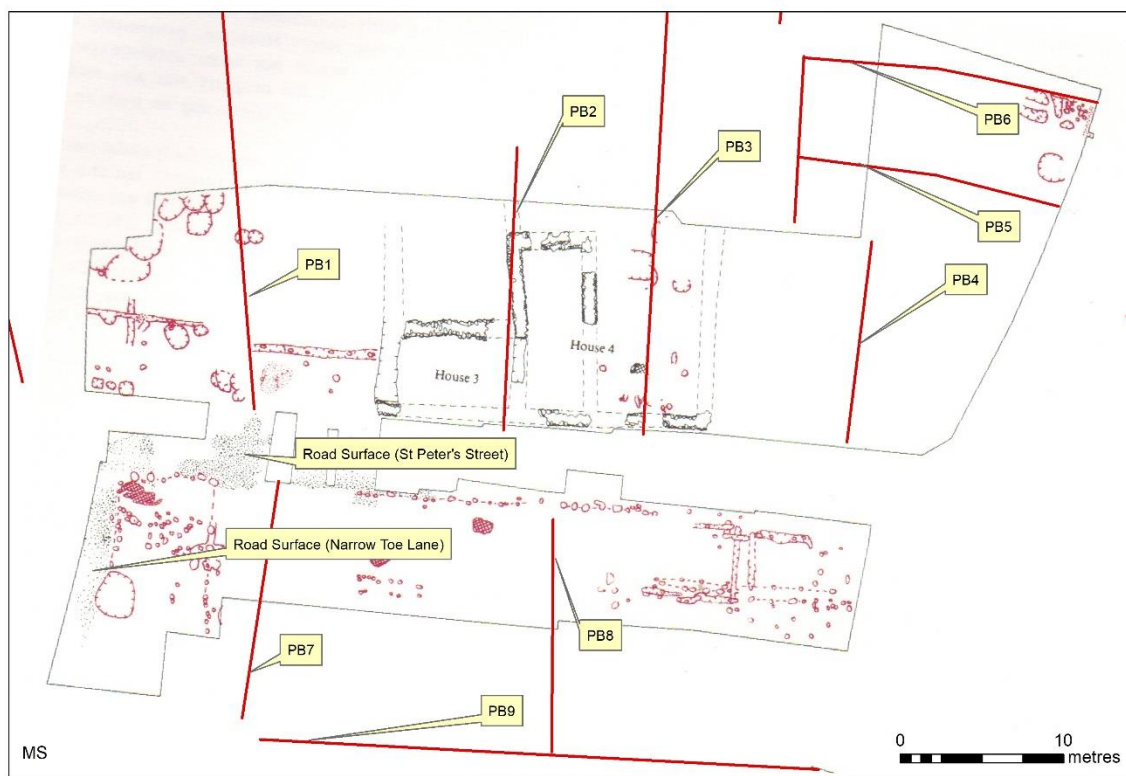 PB2
PB6
PB3
PB5
PB1
PB4
House 4
House 3
Road Surface (St Peter's Street)
Road Surface (Narrow Toe Lane)
PB8
PB7
PB9
MS
0 10
metres